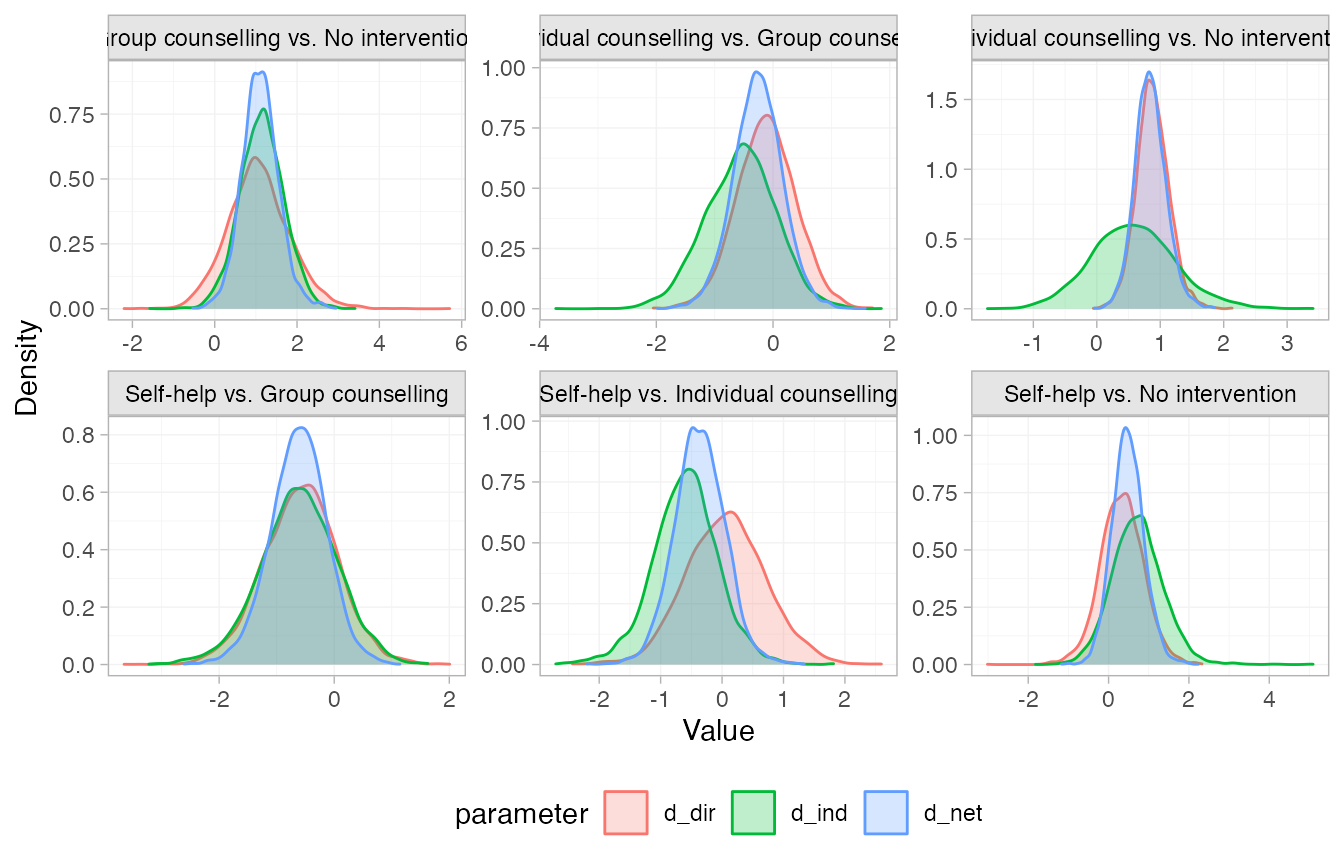 Group counselling vs. No interventio
vidual counselling vs. Group counse
ividual counselling vs. No intervent
0.75
0.50
0.25
0.00
-2 0 2 4 6
1.00
0.75
0.50
0.25
0.00
-4 -2 0 2
1.5
1.0
0.5
0.0
-1 0 1 2 3
Density
Self-help vs. Group counselling
Self-help vs. Individual counselling
Self-help vs. No intervention
0.8
0.6
0.4
0.2
0.0
-2 0 2
1.00
0.75
0.50
0.25
0.00
-2 -1 0 1 2
1.00
0.75
0.50
0.25
0.00
-2 0 2 4
Value
parameter d_dir d_ind d_net